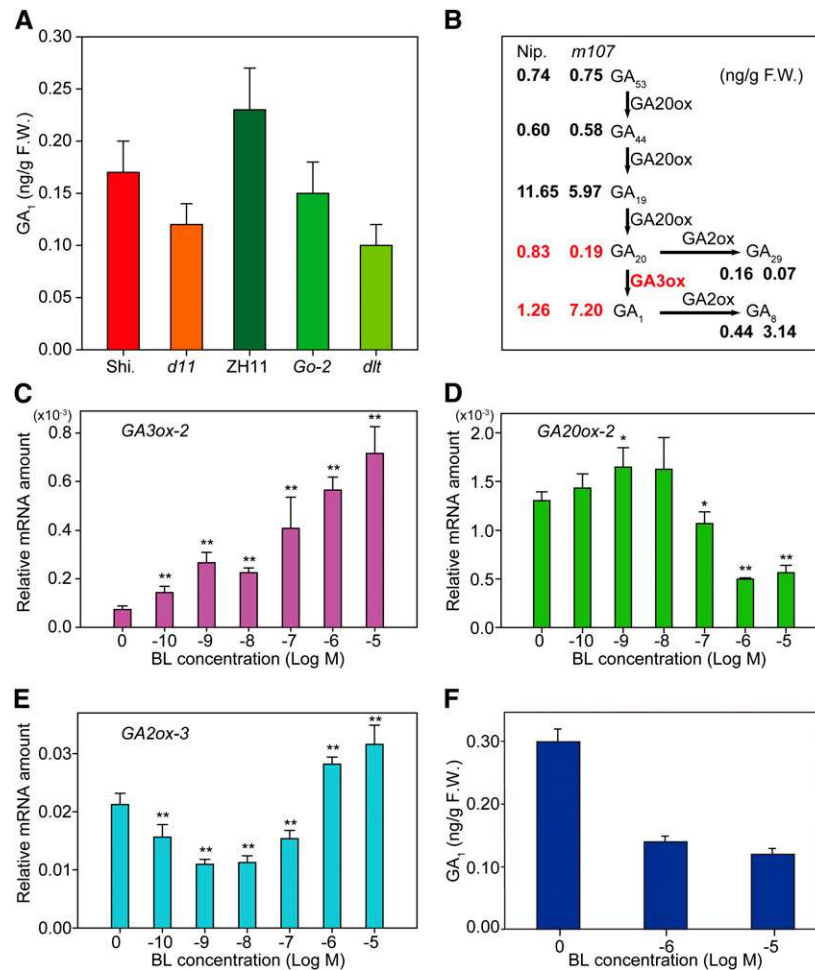 A
GA₁ (ng/g F.W.)
0.30
0.25
0.20
0.15
0.10
0.05
0.00
Shi. d11 ZH11 Go-2 dlt
B
Nip. m107
0.74 0.75 GA₅₃ (ng/g F.W.)
GA20ox
0.60 0.58 GA₄₄
GA20ox
11.65 5.97 GA₁₉
GA20ox
0.83 0.19 GA₂₀ GA2ox GA₂₉
0.16 0.07
GA3ox
1.26 7.20 GA₁ GA2ox GA₈
0.44 3.14
C
(x10⁻³)
Relative mRNA amount
GA3ox-2
0.8
0.6
0.4
0.2
0.0
** ** ** ** ** **
0 -10 -9 -8 -7 -6 -5
BL concentration (Log M)
D
(x10⁻³)
Relative mRNA amount
GA20ox-2
2.0
1.5
1.0
0.5
0.0
* * ** **
0 -10 -9 -8 -7 -6 -5
BL concentration (Log M)
E
Relative mRNA amount
GA2ox-3
0.03
0.02
0.01
0.00
** ** ** ** ** **
0 -10 -9 -8 -7 -6 -5
BL concentration (Log M)
F
GA₁ (ng/g F.W.)
0.30
0.20
0.10
0.00
0 -6 -5
BL concentration (Log M)